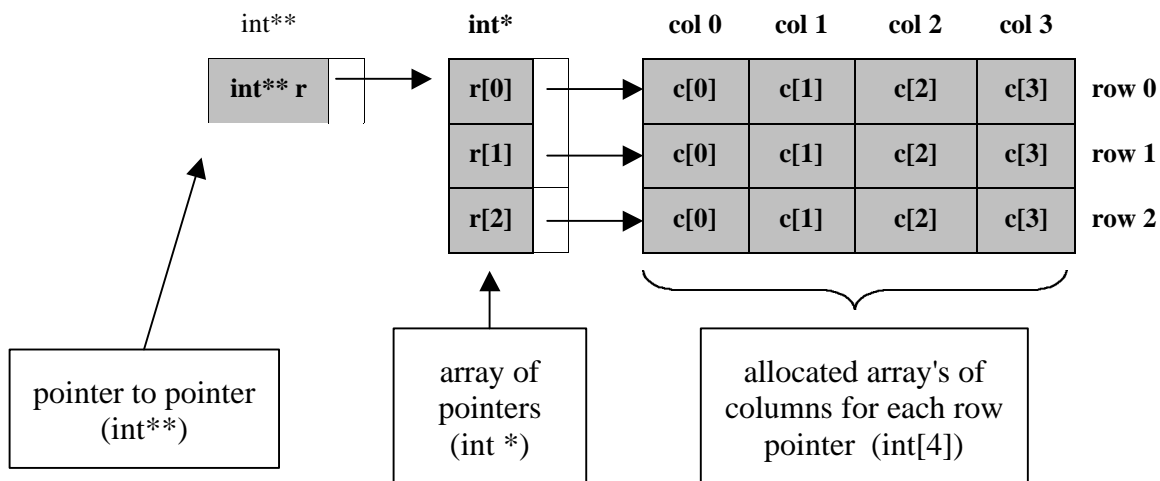 int** int* col 0 col 1 col 2 col 3
int** r r[0] c[0] c[1] c[2] c[3] row 0
r[1] c[0] c[1] c[2] c[3] row 1
r[2] c[0] c[1] c[2] c[3] row 2
pointer to pointer
(int**)
array of
pointers
(int *)
allocated array's of
columns for each row
pointer (int[4])